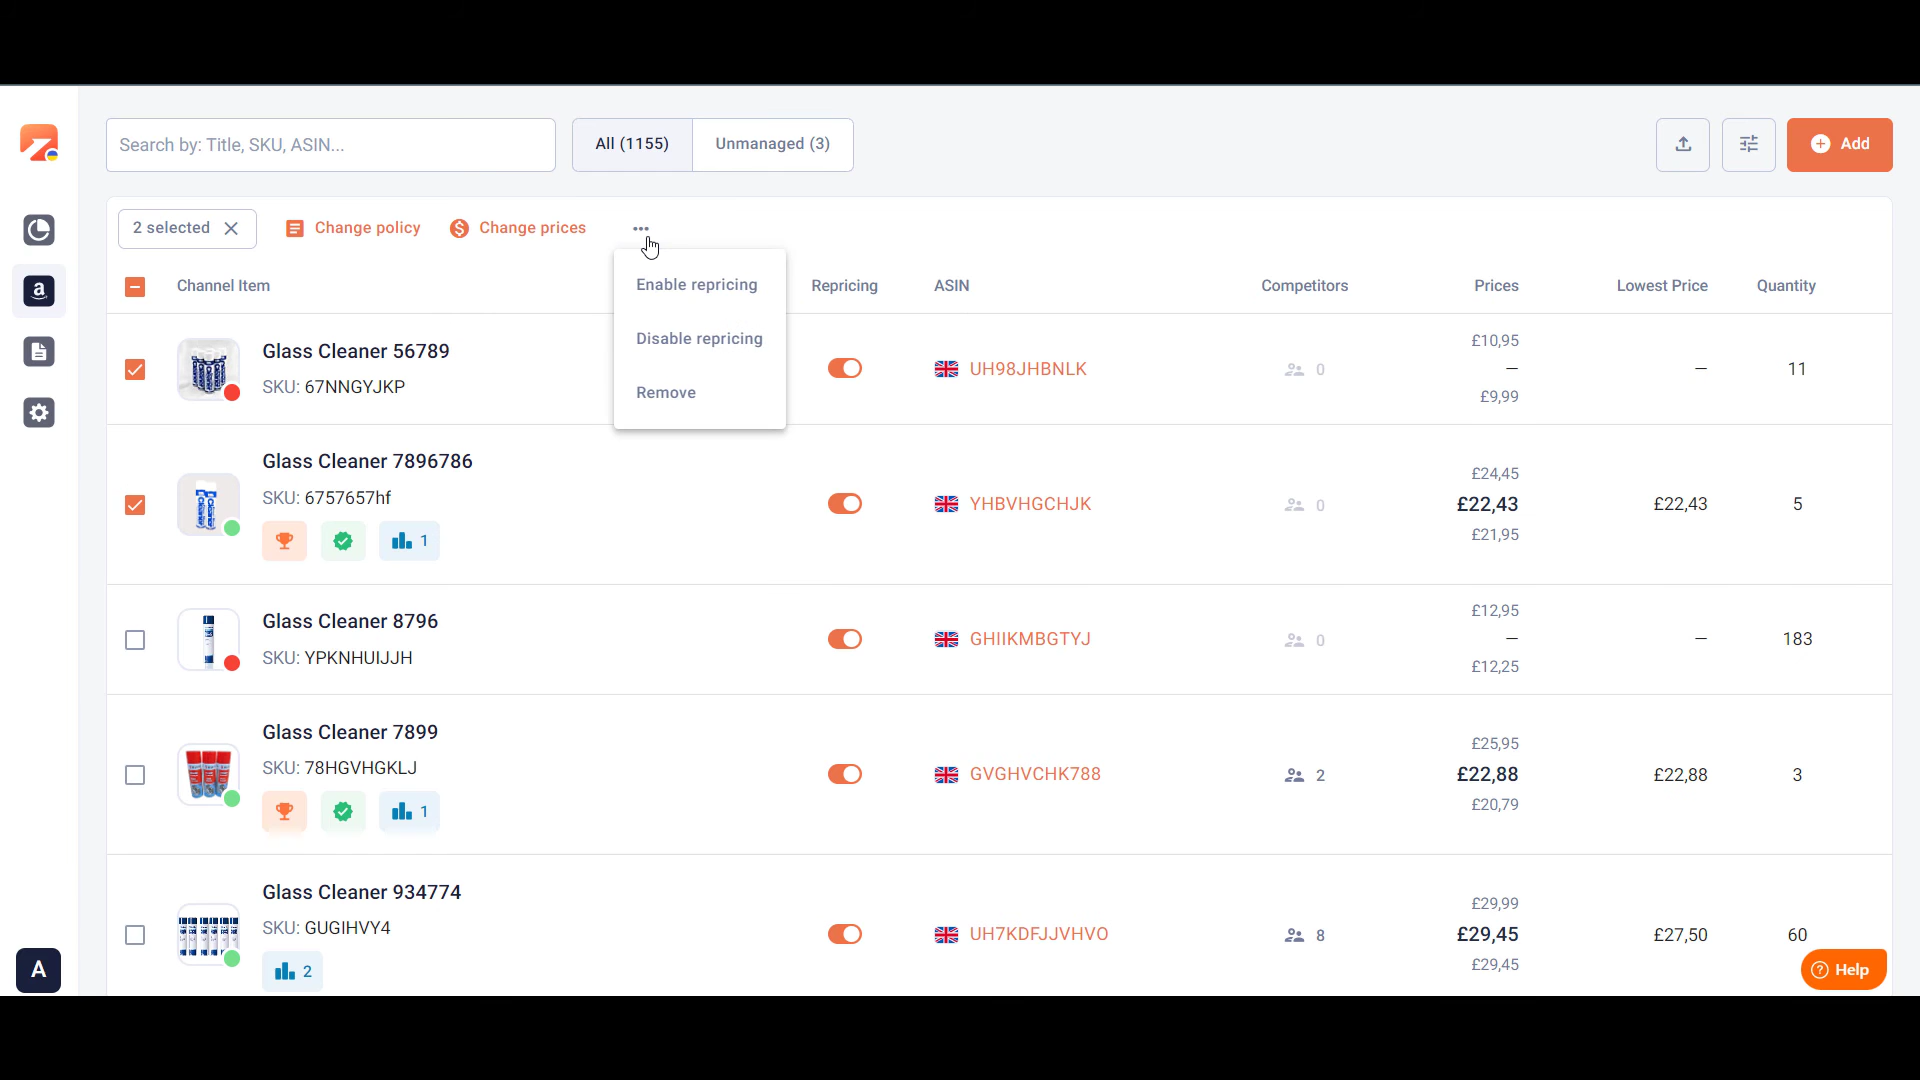 Search by: Title, SKU, ASIN...
All (1155)
Unmanaged (3)
Add
2 selected
Change policy
Change prices
Enable repricing
Disable repricing
Remove
Channel Item
Repricing
ASIN
Competitors
Prices
Lowest Price
Quantity
Glass Cleaner 56789
SKU: 67NNGYJKP
UH98JHBNLK
0
£10,95
–
£9,99
–
11
Glass Cleaner 7896786
SKU: 6757657hf
1
YHBVHGCHJK
0
£24,45
£22,43
£21,95
£22,43
5
Glass Cleaner 8796
SKU: YPKNHUIJJH
GHIIKMBGTYJ
0
£12,95
–
£12,25
–
183
Glass Cleaner 7899
SKU: 78HGVHGKLJ
1
GVGHVCHK788
2
£25,95
£22,88
£20,79
£22,88
3
Glass Cleaner 934774
SKU: GUGIHVY4
2
UH7KDFJJVHVO
8
£29,99
£29,45
£29,45
£27,50
60
A
Help